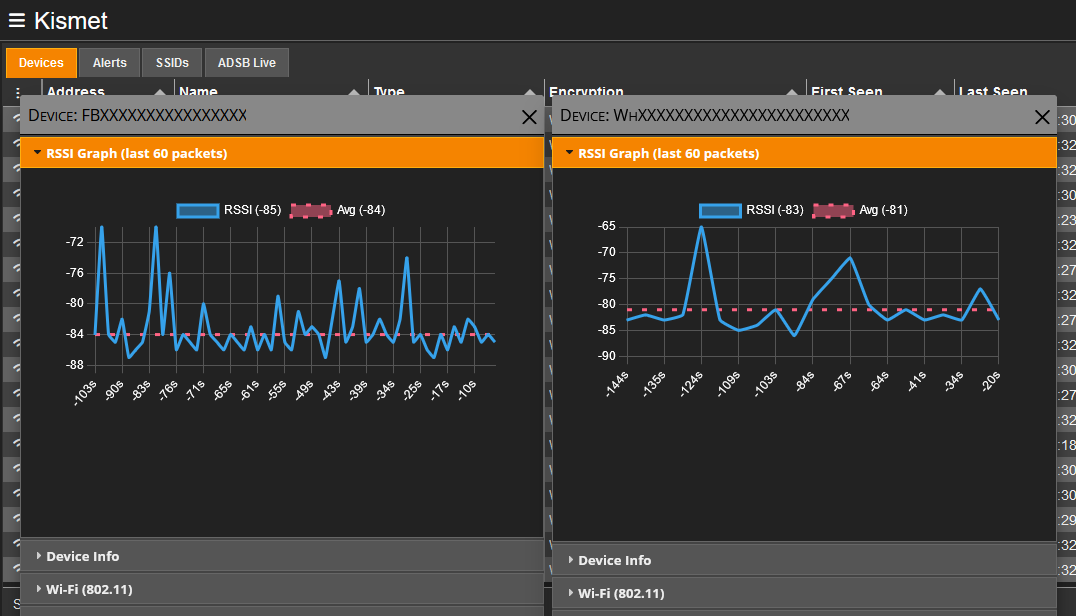 Kismet
Devices Alerts SSIDs ADSB Live
Address Name Type Encryption First Seen Last Seen
DEVICE: FBXXXXXXXXXXXXXXXX
RSSI Graph (last 60 packets)
RSSI (-85) Avg (-84)
-72
-76
-80
-84
-88
-103s -90s -83s -76s -71s -65s -61s -55s -49s -43s -39s -34s -25s -17s -10s
Device Info
Wi-Fi (802.11)
DEVICE: WHXXXXXXXXXXXXXXXXXXXXXXX
RSSI Graph (last 60 packets)
RSSI (-83) Avg (-81)
-65
-70
-75
-80
-85
-90
-144s -135s -124s -109s -103s -84s -67s -64s -41s -34s -20s
Device Info
Wi-Fi (802.11)
:30
:32
:32
:30
:23
:32
:27
:32
:27
:32
:30
:27
:32
:18
:30
:30
:29
:32
:32